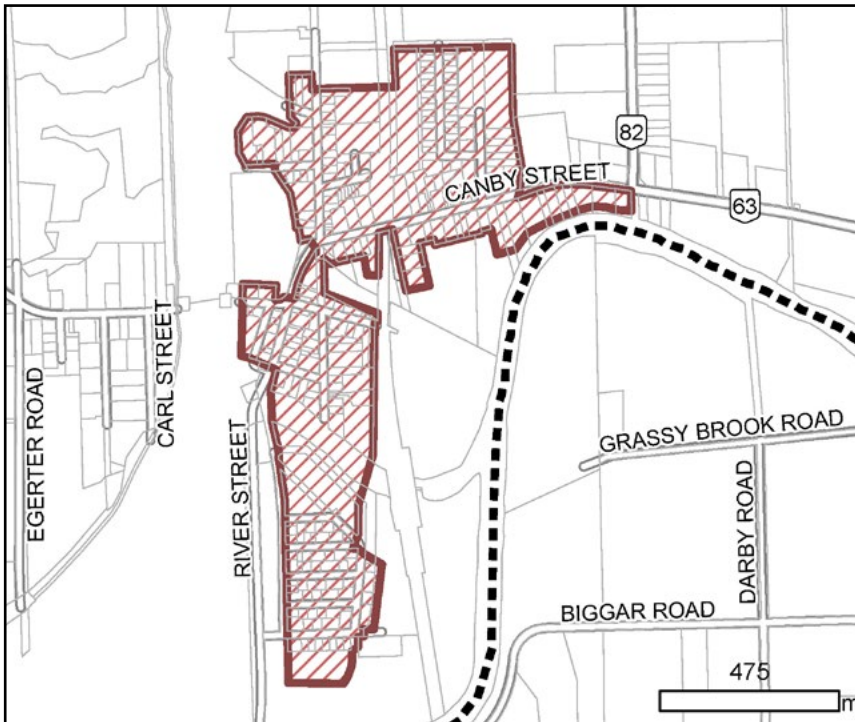 82
CANBY STREET
63
EGERTER ROAD
CARL STREET
RIVER STREET
GRASSY BROOK ROAD
DARBY ROAD
BIGGAR ROAD
475
m